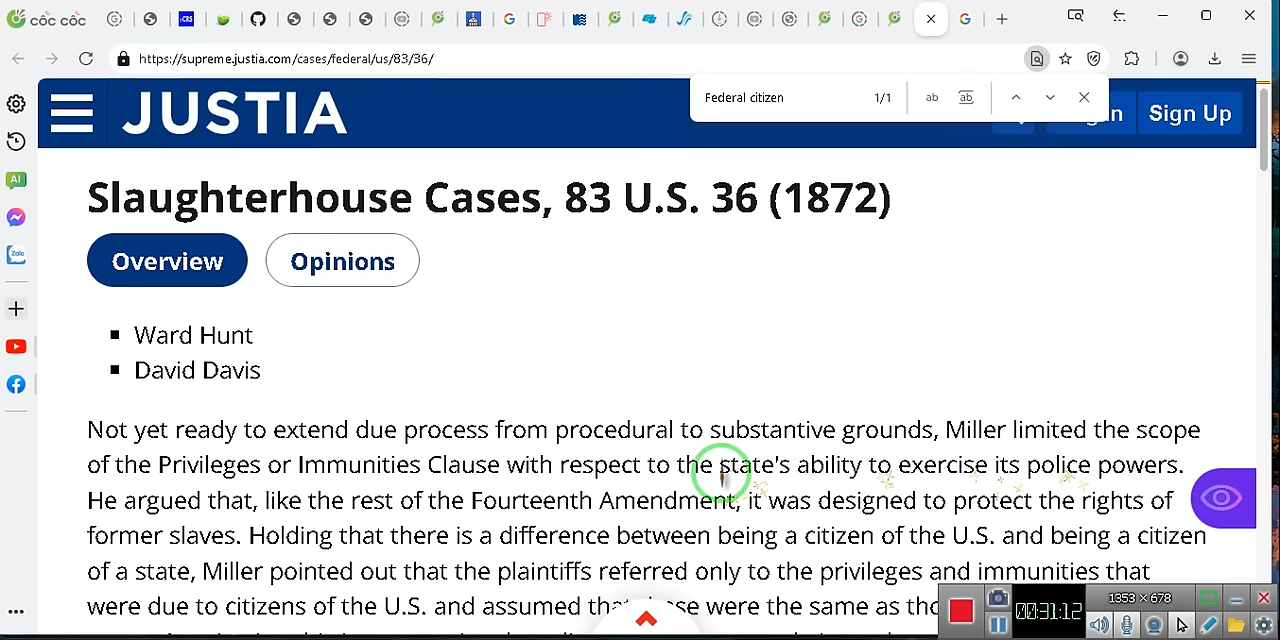 cốc cốc
https://supreme.justia.com/cases/federal/us/83/36/
Federal citizen 1/1
JUSTIA
Sign Up
Slaughterhouse Cases, 83 U.S. 36 (1872)
Overview Opinions
Ward Hunt
David Davis
Not yet ready to extend due process from procedural to substantive grounds, Miller limited the scope
of the Privileges or Immunities Clause with respect to the state's ability to exercise its police powers.
He argued that, like the rest of the Fourteenth Amendment, it was designed to protect the rights of
former slaves. Holding that there is a difference between being a citizen of the U.S. and being a citizen
of a state, Miller pointed out that the plaintiffs referred only to the privileges and immunities that
were due to citizens of the U.S. and assumed
were the same as
1353 × 678
00:31:12
AI
Zalo